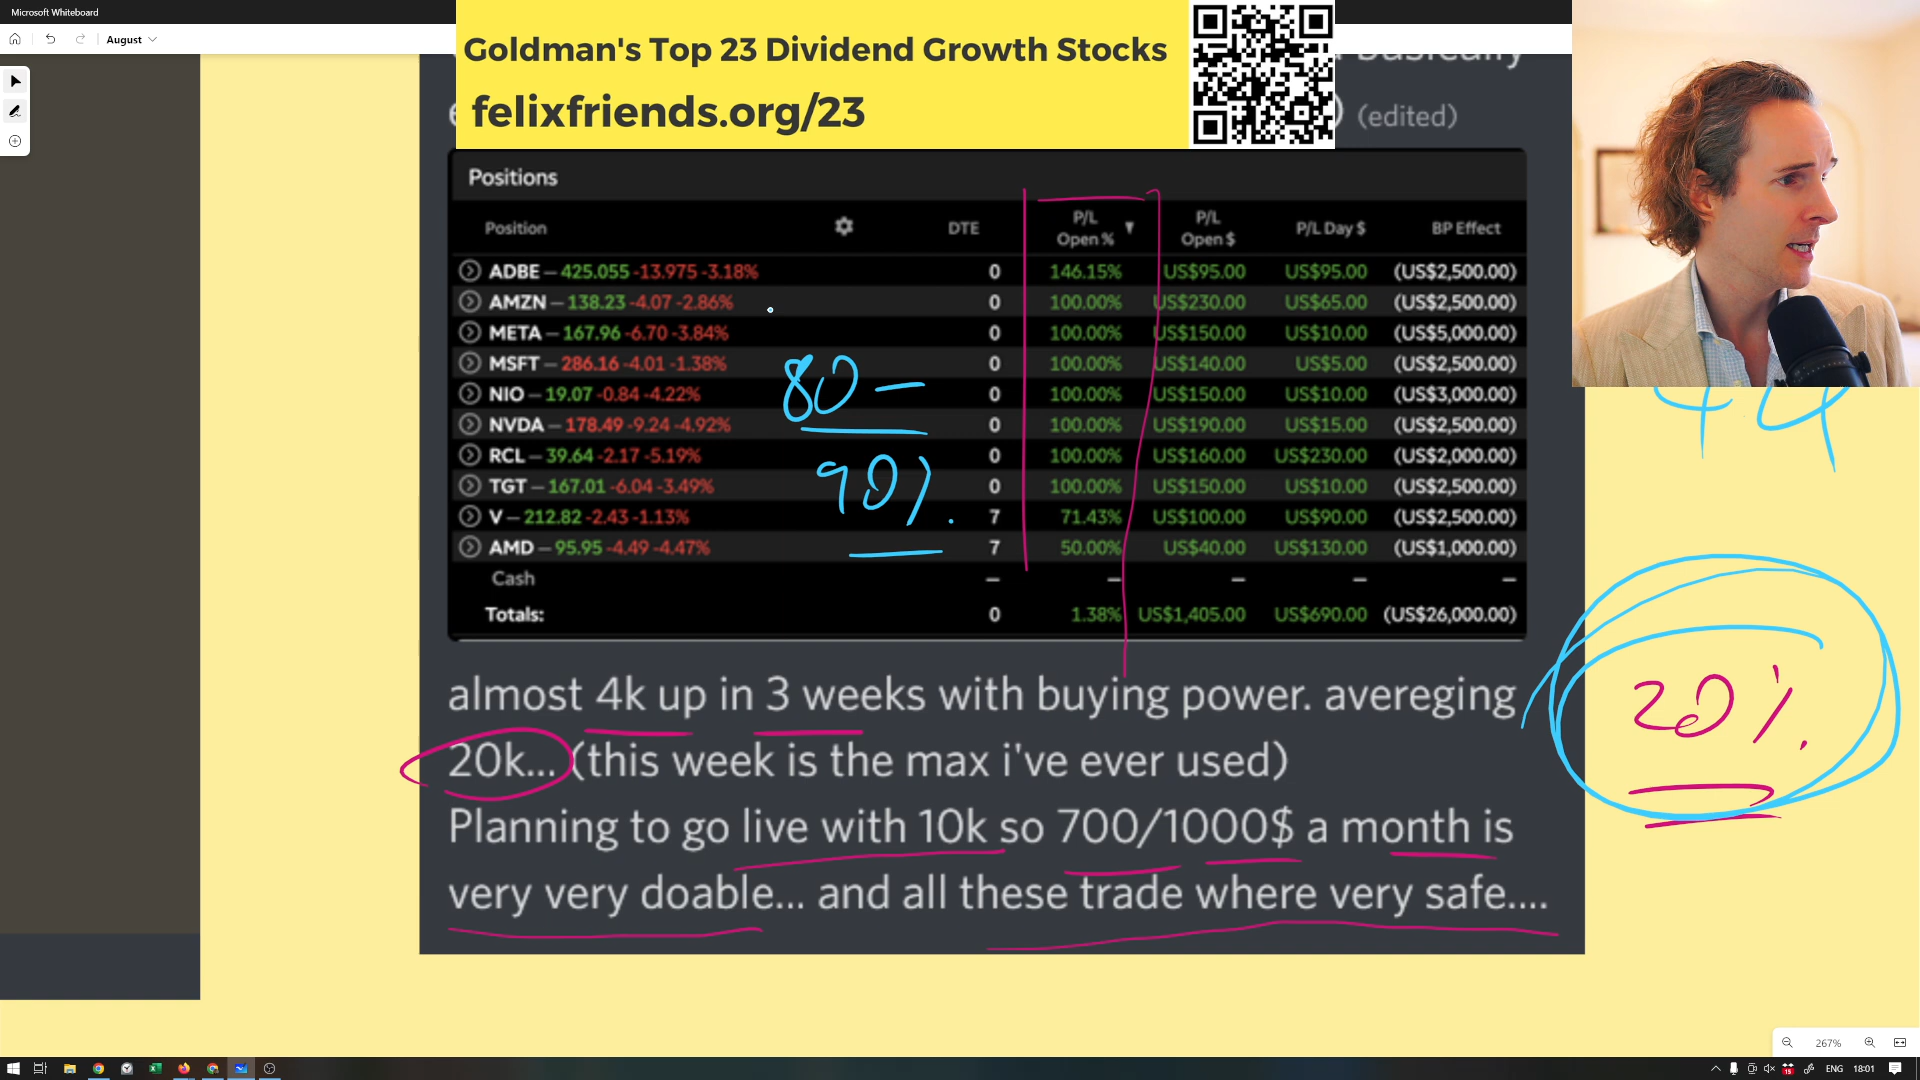 Microsoft Whiteboard
August
Goldman's Top 23 Dividend Growth Stocks
felixfriends.org/23
basically
(edited)
Positions
Position DTE P/L Open % P/L Open $ P/L Day $ BP Effect
ADBE – 425.055 -13.975 -3.18% 0 146.15% US$95.00 US$95.00 (US$2,500.00)
AMZN – 138.23 -4.07 -2.86% 0 100.00% US$230.00 US$65.00 (US$2,500.00)
META – 167.96 -6.70 -3.84% 0 100.00% US$150.00 US$10.00 (US$5,000.00)
MSFT – 286.16 -4.01 -1.38% 0 100.00% US$140.00 US$5.00 (US$2,500.00)
NIO – 19.07 -0.84 -4.22% 0 100.00% US$150.00 US$10.00 (US$3,000.00)
NVDA – 178.49 -9.24 -4.92% 0 100.00% US$190.00 US$15.00 (US$2,500.00)
RCL – 39.64 -2.17 -5.19% 0 100.00% US$160.00 US$230.00 (US$2,000.00)
TGT – 167.01 -6.04 -3.49% 0 100.00% US$150.00 US$10.00 (US$2,500.00)
V – 212.82 -2.43 -1.13% 7 71.43% US$100.00 US$90.00 (US$2,500.00)
AMD – 95.95 -4.49 -4.47% 7 50.00% US$40.00 US$130.00 (US$1,000.00)
Cash – – – – –
Totals: 0 1.38% US$1,405.00 US$690.00 (US$26,000.00)
80 –
90%.
20%.
almost 4k up in 3 weeks with buying power. avereging
20k... (this week is the max i've ever used)
Planning to go live with 10k so 700/1000$ a month is
very very doable... and all these trade where very safe....
267%
ENG 18:01